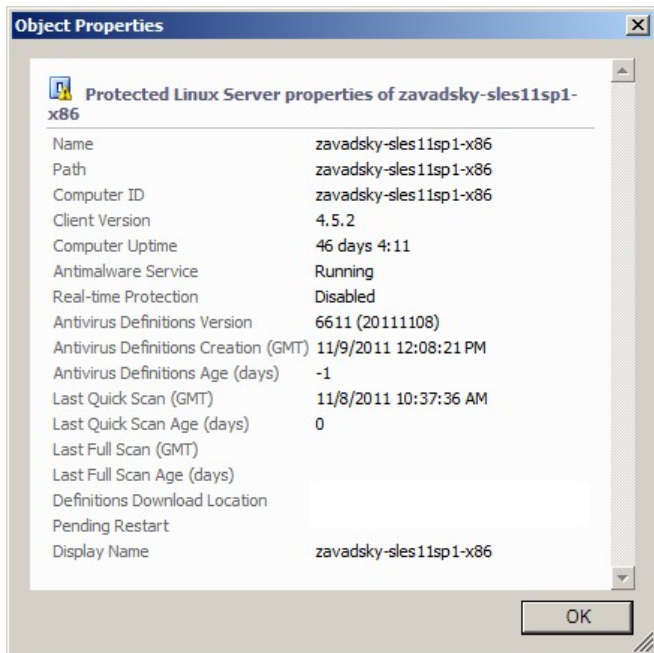 Object Properties
Protected Linux Server properties of zavadsky-sles11sp1-
x86
Name zavadsky-sles11sp1-x86
Path zavadsky-sles11sp1-x86
Computer ID zavadsky-sles11sp1-x86
Client Version 4.5.2
Computer Uptime 46 days 4:11
Antimalware Service Running
Real-time Protection Disabled
Antivirus Definitions Version 6611 (20111108)
Antivirus Definitions Creation (GMT) 11/9/2011 12:08:21 PM
Antivirus Definitions Age (days) -1
Last Quick Scan (GMT) 11/8/2011 10:37:36 AM
Last Quick Scan Age (days) 0
Last Full Scan (GMT)
Last Full Scan Age (days)
Definitions Download Location
Pending Restart
Display Name zavadsky-sles11sp1-x86
OK